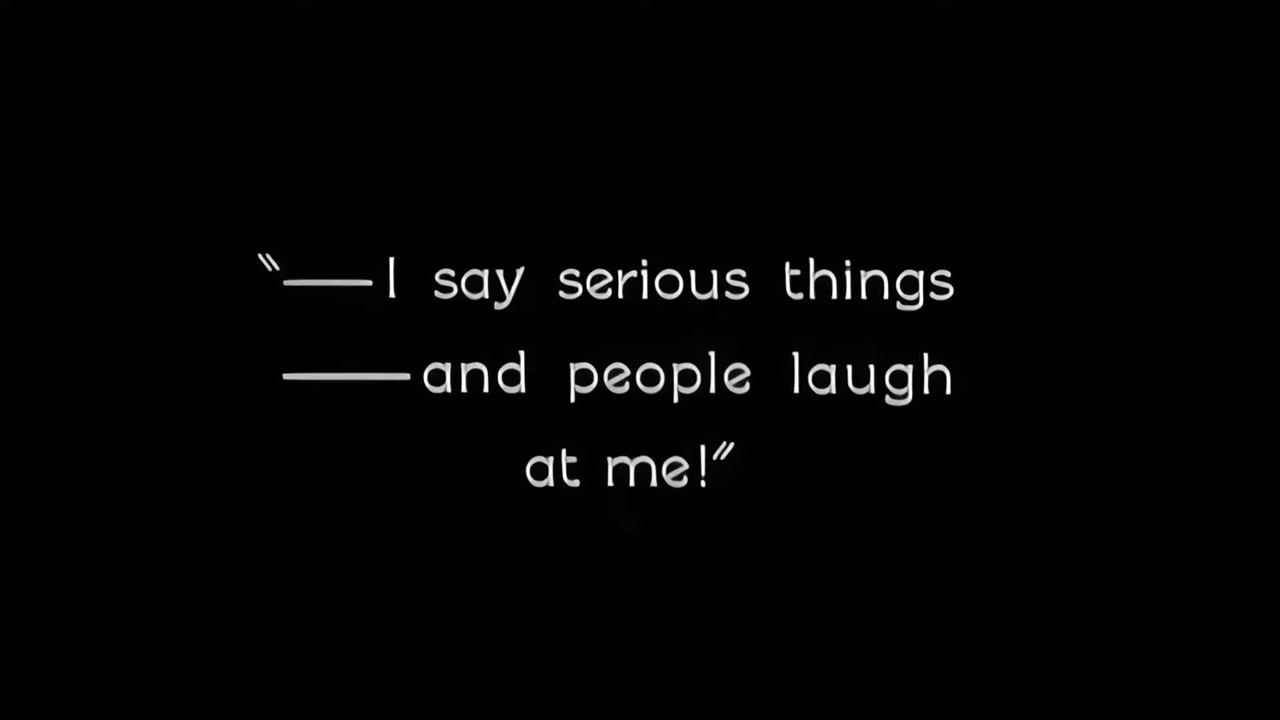 "——I say serious things
——and people laugh
at me!"